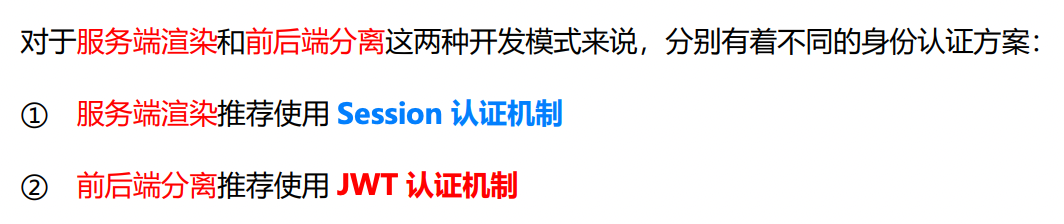 对于服务端渲染和前后端分离这两种开发模式来说，分别有着不同的身份认证方案：
① 服务端渲染推荐使用 Session 认证机制
② 前后端分离推荐使用 JWT 认证机制